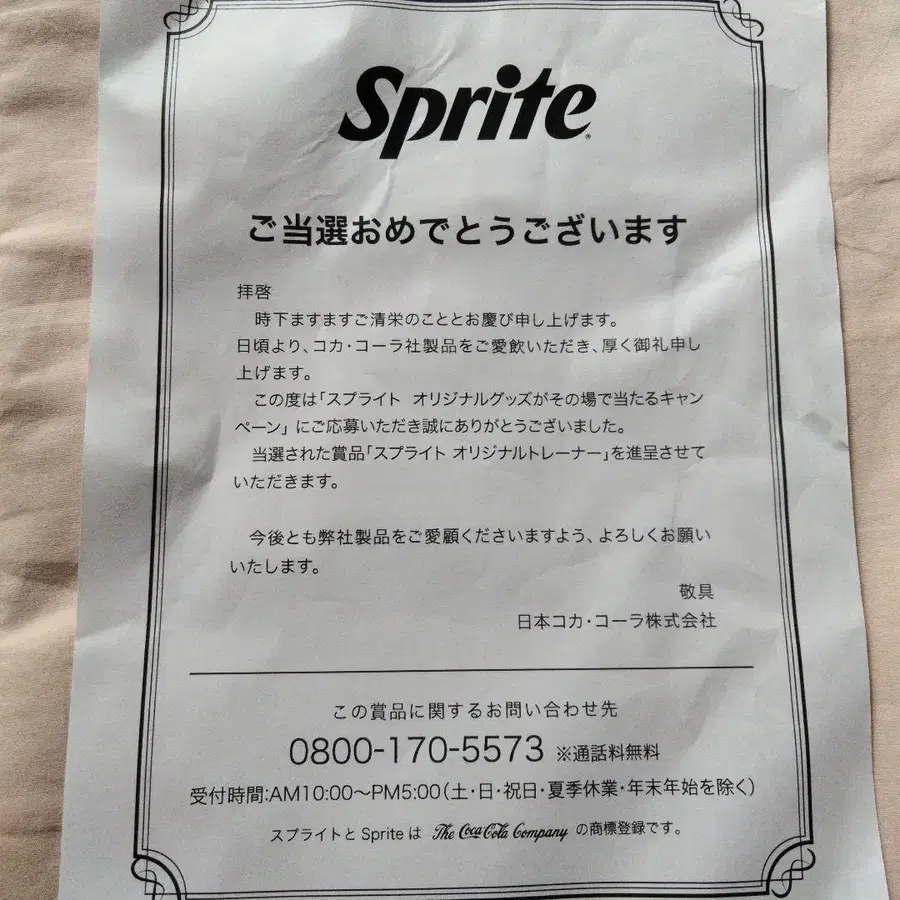 Sprite®
ご当選おめでとうございます
拝啓
時下ますますご清栄のこととお慶び申し上げます。
日頃より、コカ・コーラ社製品をご愛飲いただき、厚く御礼申し
上げます。
この度は「スプライト オリジナルグッズがその場で当たるキャン
ペーン」にご応募いただき誠にありがとうございました。
当選された賞品「スプライト オリジナルトレーナー」を進呈させて
いただきます。
今後とも弊社製品をご愛顧くださいますよう、よろしくお願い
いたします。
敬具
日本コカ・コーラ株式会社
この賞品に関するお問い合わせ先
0800-170-5573 ※通話料無料
受付時間:AM10:00～PM5:00(土・日・祝日・夏季休業・年末年始を除く)
スプライトと Sprite は The Coca-Cola Company の商標登録です。